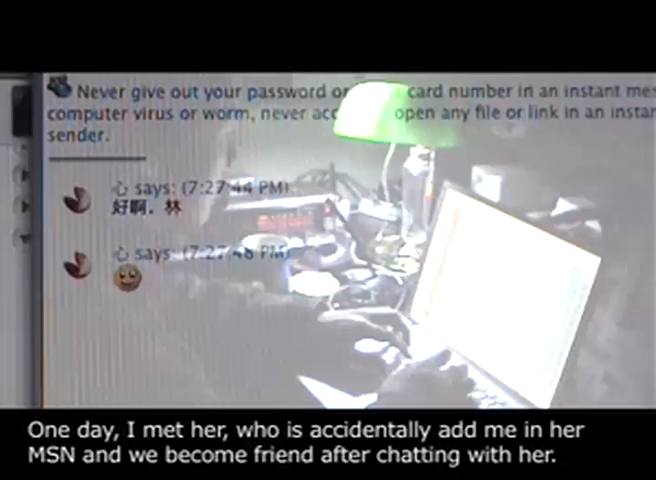 Never give out your password or card number in an instant mes
computer virus or worm, never acc open any file or link in an instan
sender.
心 says: (7:27:44 PM)
好啊. 林
心 says: (7:27:48 PM)
One day, I met her, who is accidentally add me in her
MSN and we become friend after chatting with her.